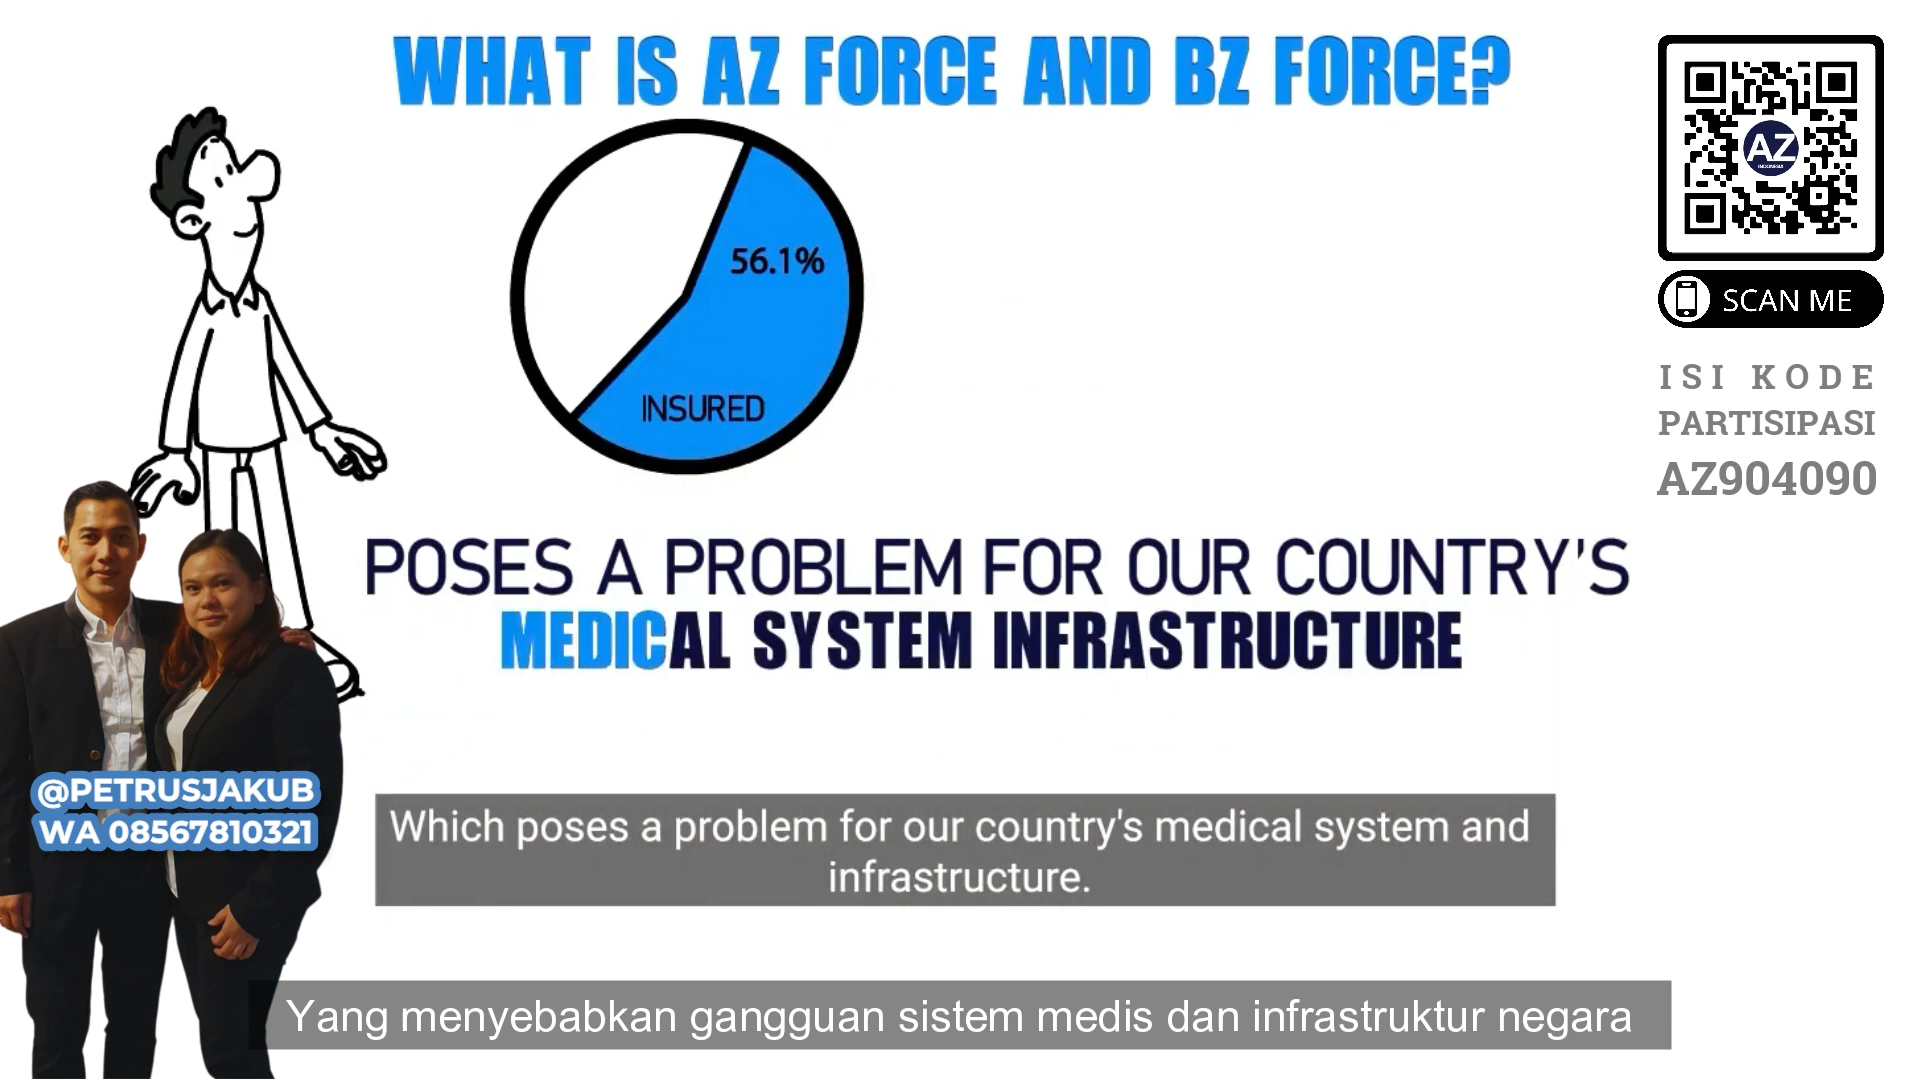 WHAT IS AZ FORCE AND BZ FORCE?
AZ
INDONESIA
SCAN ME
ISI KODE
PARTISIPASI
AZ904090
56.1%
INSURED
POSES A PROBLEM FOR OUR COUNTRY'S
MEDICAL SYSTEM INFRASTRUCTURE
@PETRUSJAKUB
WA 08567810321
Which poses a problem for our country's medical system and
infrastructure.
Yang menyebabkan gangguan sistem medis dan infrastruktur negara